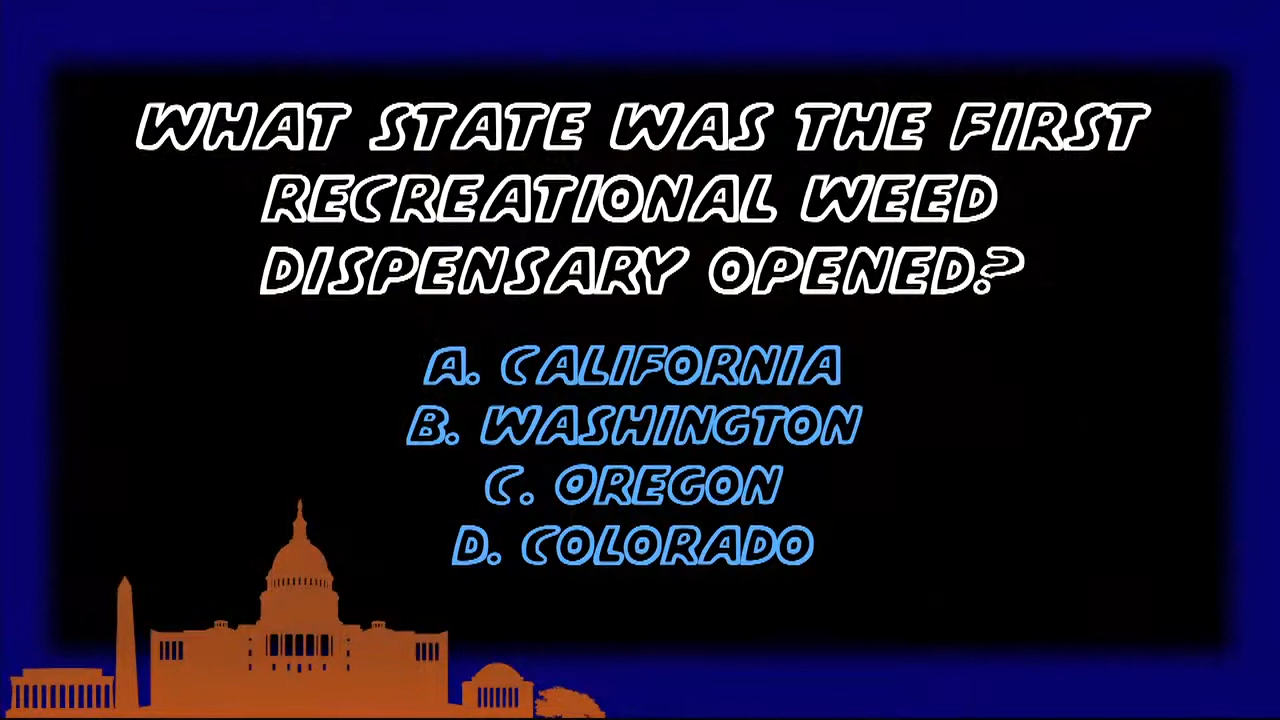 WHAT STATE WAS THE FIRST
RECREATIONAL WEED
DISPENSARY OPENED?
A. CALIFORNIA
B. WASHINGTON
C. OREGON
D. COLORADO